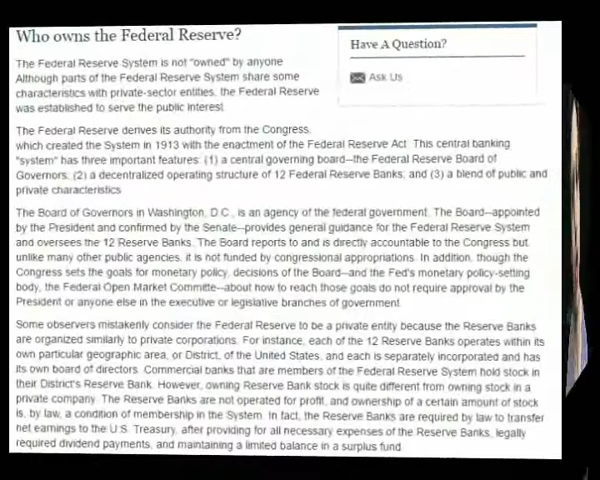 Who owns the Federal Reserve?
The Federal Reserve System is not "owned" by anyone
Although parts of the Federal Reserve System share some
characteristics with private-sector entities, the Federal Reserve
was established to serve the public interest
Have A Question?
Ask Us
The Federal Reserve derives its authority from the Congress,
which created the System in 1913 with the enactment of the Federal Reserve Act. This central banking
"system" has three important features: (1) a central governing board--the Federal Reserve Board of
Governors; (2) a decentralized operating structure of 12 Federal Reserve Banks; and (3) a blend of public and
private characteristics
The Board of Governors in Washington, D.C., is an agency of the federal government. The Board--appointed
by the President and confirmed by the Senate--provides general guidance for the Federal Reserve System
and oversees the 12 Reserve Banks. The Board reports to and is directly accountable to the Congress but,
unlike many other public agencies, it is not funded by congressional appropriations. In addition, though the
Congress sets the goals for monetary policy, decisions of the Board--and the Fed's monetary policy-setting
body, the Federal Open Market Committe--about how to reach those goals do not require approval by the
President or anyone else in the executive or legislative branches of government.
Some observers mistakenly consider the Federal Reserve to be a private entity because the Reserve Banks
are organized similarly to private corporations. For instance, each of the 12 Reserve Banks operates within its
own particular geographic area, or District, of the United States, and each is separately incorporated and has
its own board of directors. Commercial banks that are members of the Federal Reserve System hold stock in
their District's Reserve Bank. However, owning Reserve Bank stock is quite different from owning stock in a
private company. The Reserve Banks are not operated for profit, and ownership of a certain amount of stock
is, by law, a condition of membership in the System. In fact, the Reserve Banks are required by law to transfer
net earnings to the U.S. Treasury, after providing for all necessary expenses of the Reserve Banks, legally
required dividend payments, and maintaining a limited balance in a surplus fund.